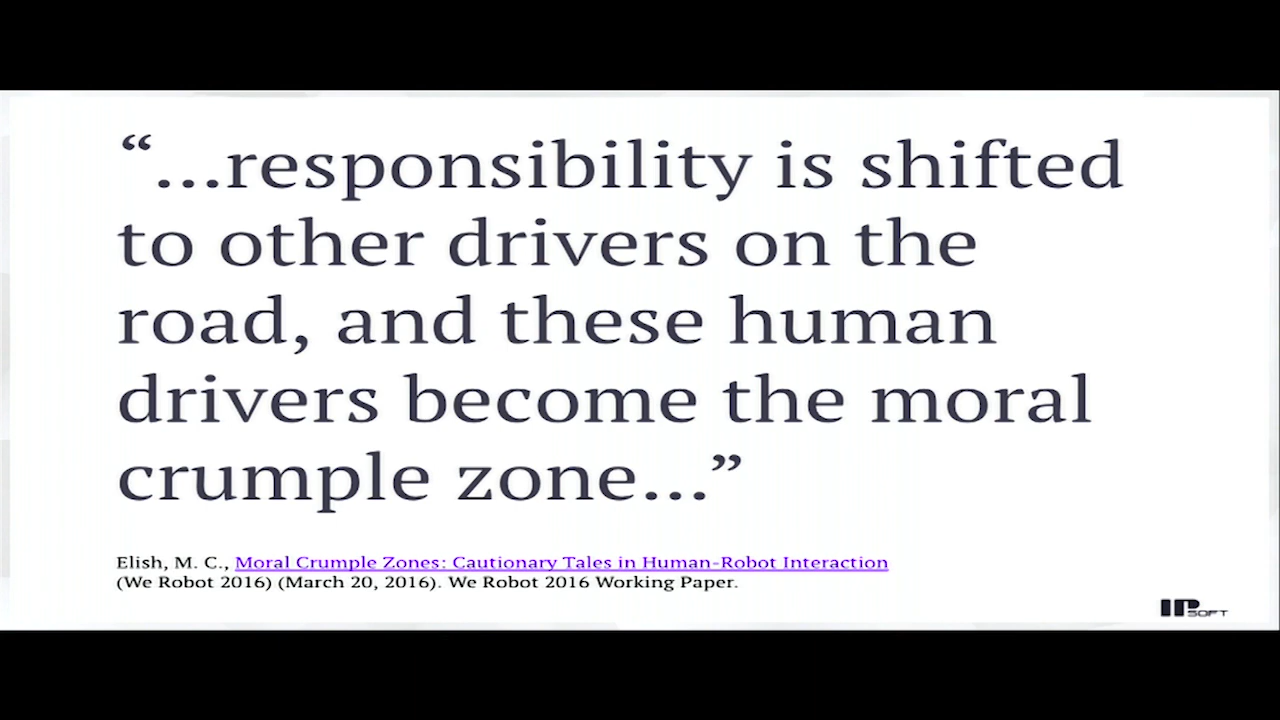 “...responsibility is shifted
to other drivers on the
road, and these human
drivers become the moral
crumple zone...”
Elish, M. C., Moral Crumple Zones: Cautionary Tales in Human-Robot Interaction
(We Robot 2016) (March 20, 2016). We Robot 2016 Working Paper.
IPsoft